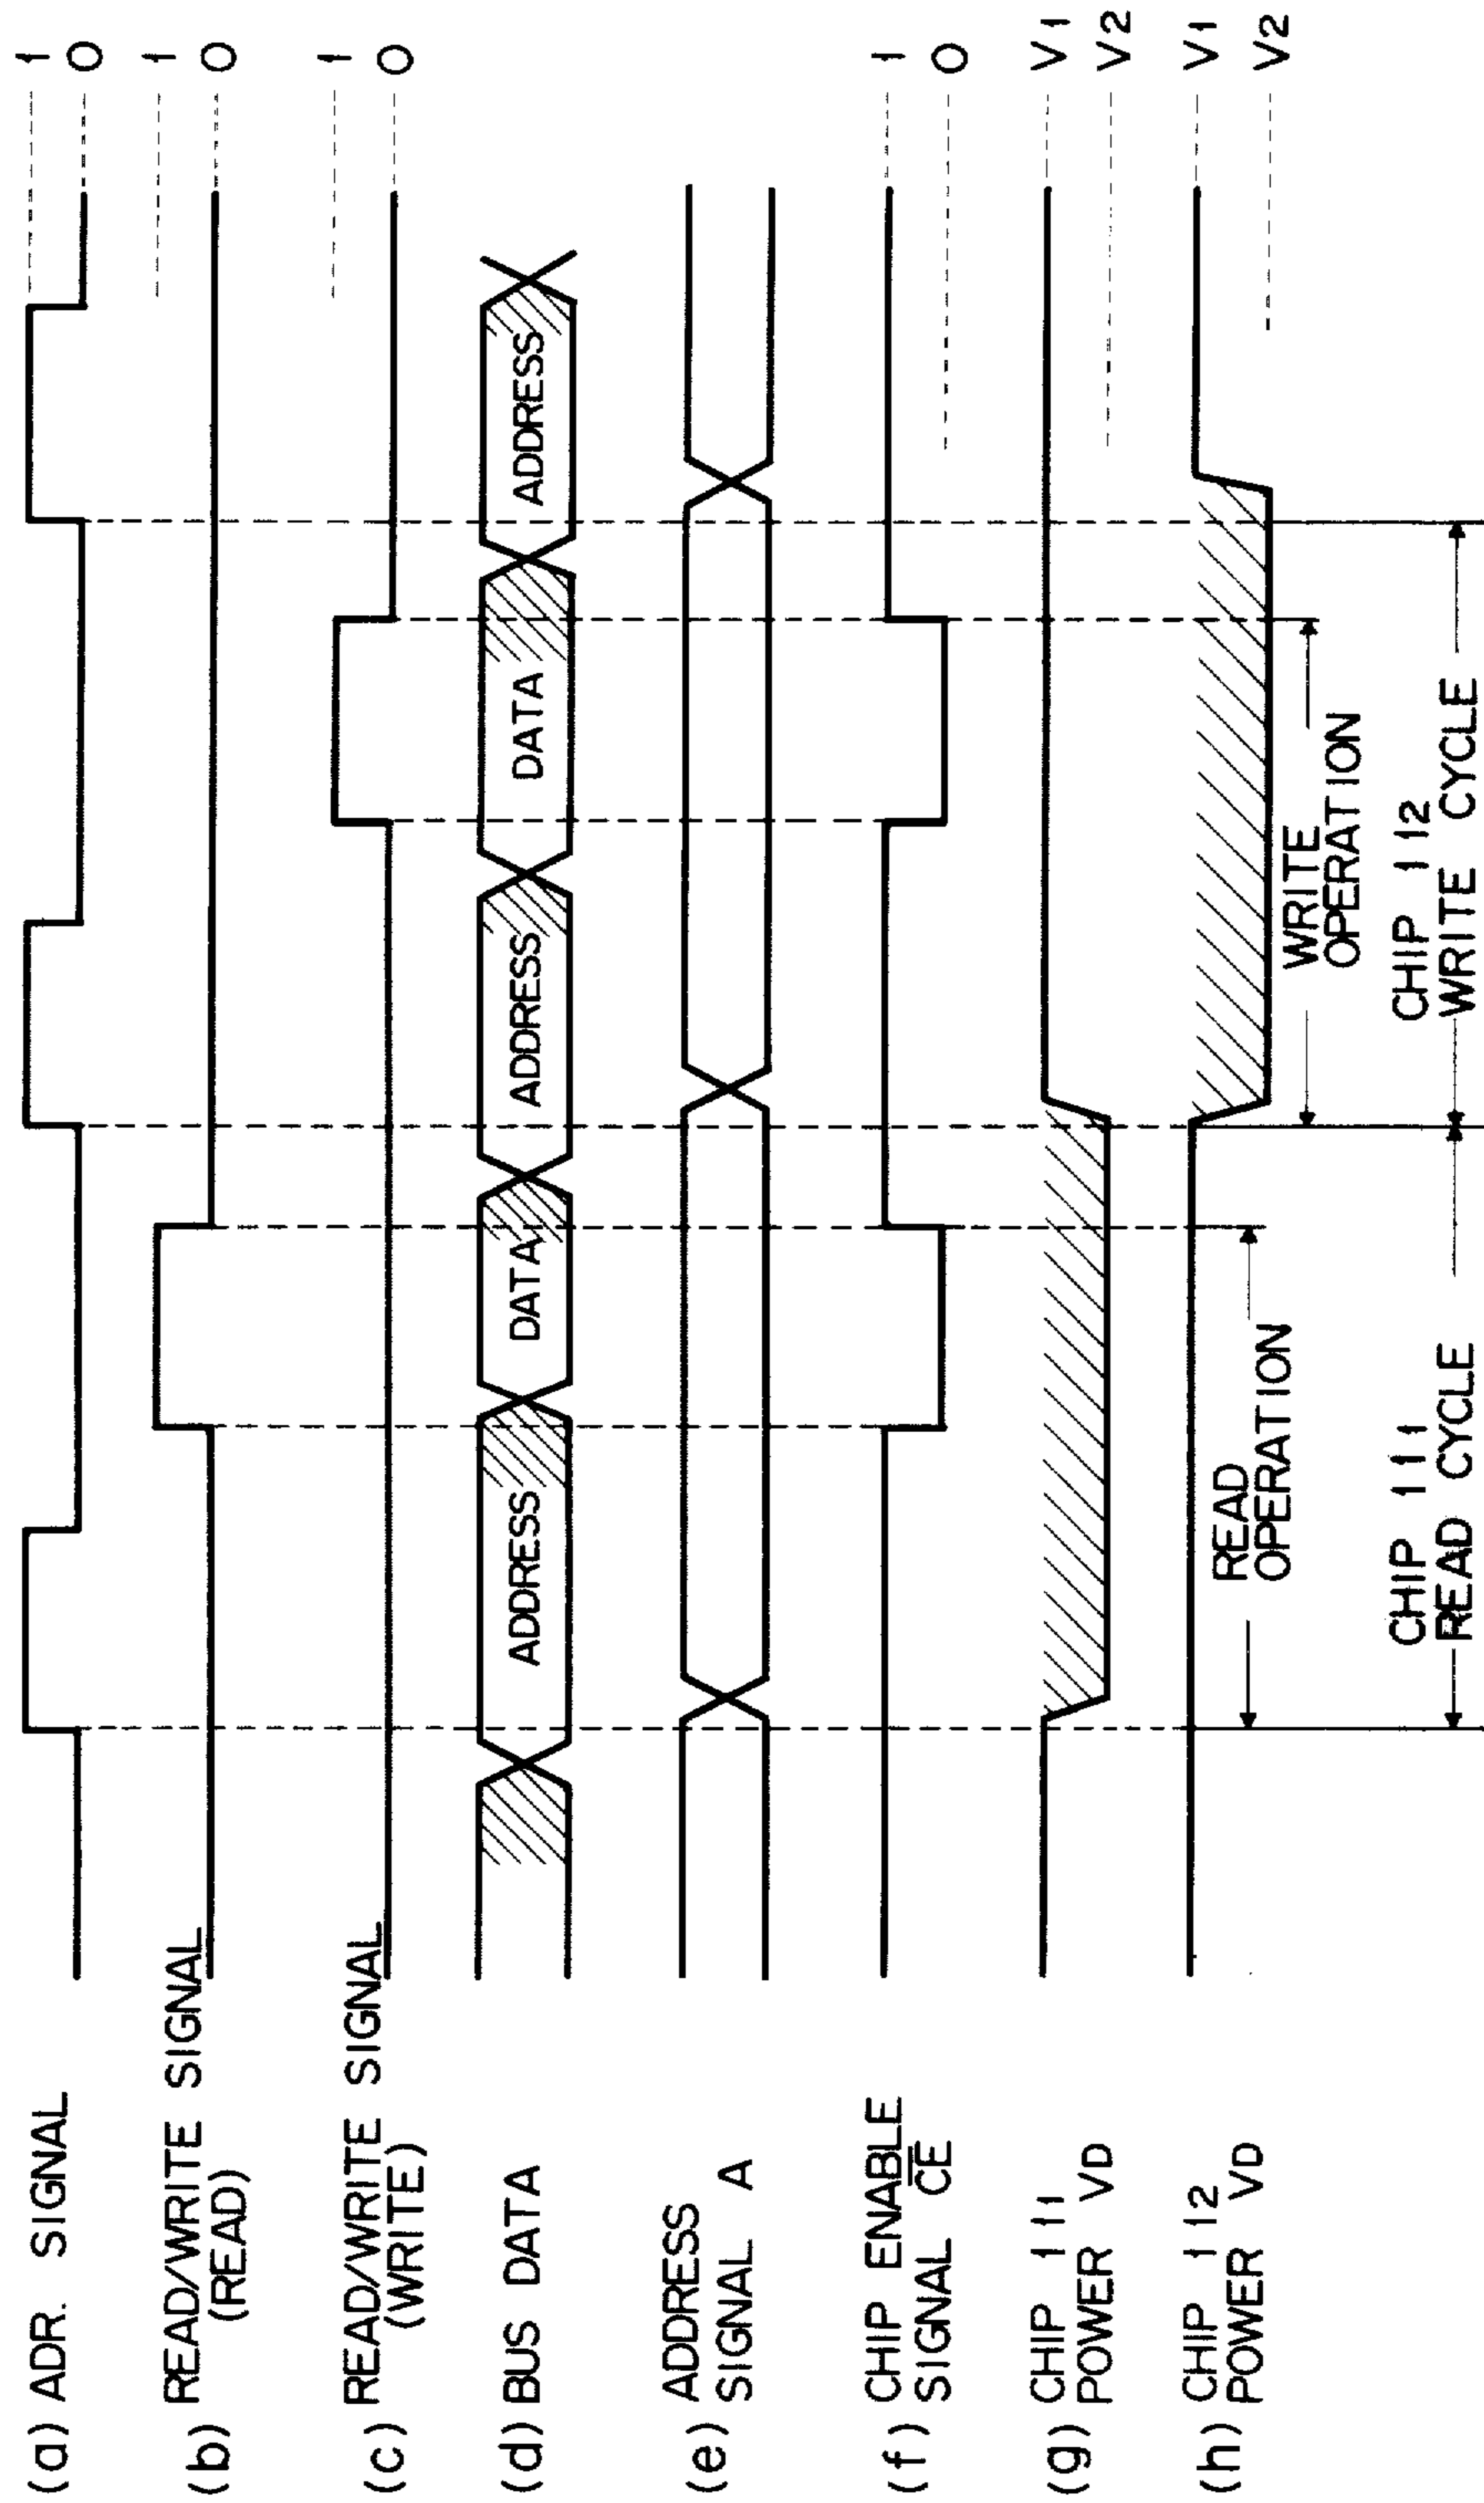 (a) ADR. SIGNAL
1
0
(b) READ/WRITE SIGNAL
(READ)
1
0
(c) READ/WRITE SIGNAL
(WRITE)
1
0
(d) BUS DATA
ADDRESS
DATA
ADDRESS
DATA
ADDRESS
(e) ADDRESS
SIGNAL A
(f) CHIP ENABLE
SIGNAL C̅E̅
1
0
(g) CHIP 111
POWER VD
V1
V2
(h) CHIP 112
POWER VD
V1
V2
READ
OPERATION
WRITE
OPERATION
CHIP 111
READ CYCLE
CHIP 112
WRITE CYCLE